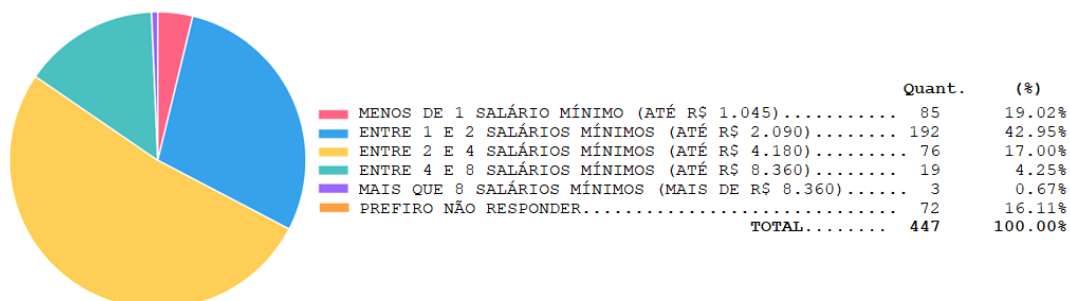 Quant. (%)
MENOS DE 1 SALÁRIO MÍNIMO (ATÉ R$ 1.045)........... 85 19.02%
ENTRE 1 E 2 SALÁRIOS MÍNIMOS (ATÉ R$ 2.090)........ 192 42.95%
ENTRE 2 E 4 SALÁRIOS MÍNIMOS (ATÉ R$ 4.180)........ 76 17.00%
ENTRE 4 E 8 SALÁRIOS MÍNIMOS (ATÉ R$ 8.360)........ 19 4.25%
MAIS QUE 8 SALÁRIOS MÍNIMOS (MAIS DE R$ 8.360)...... 3 0.67%
PREFIRO NÃO RESPONDER.............................. 72 16.11%
TOTAL........ 447 100.00%